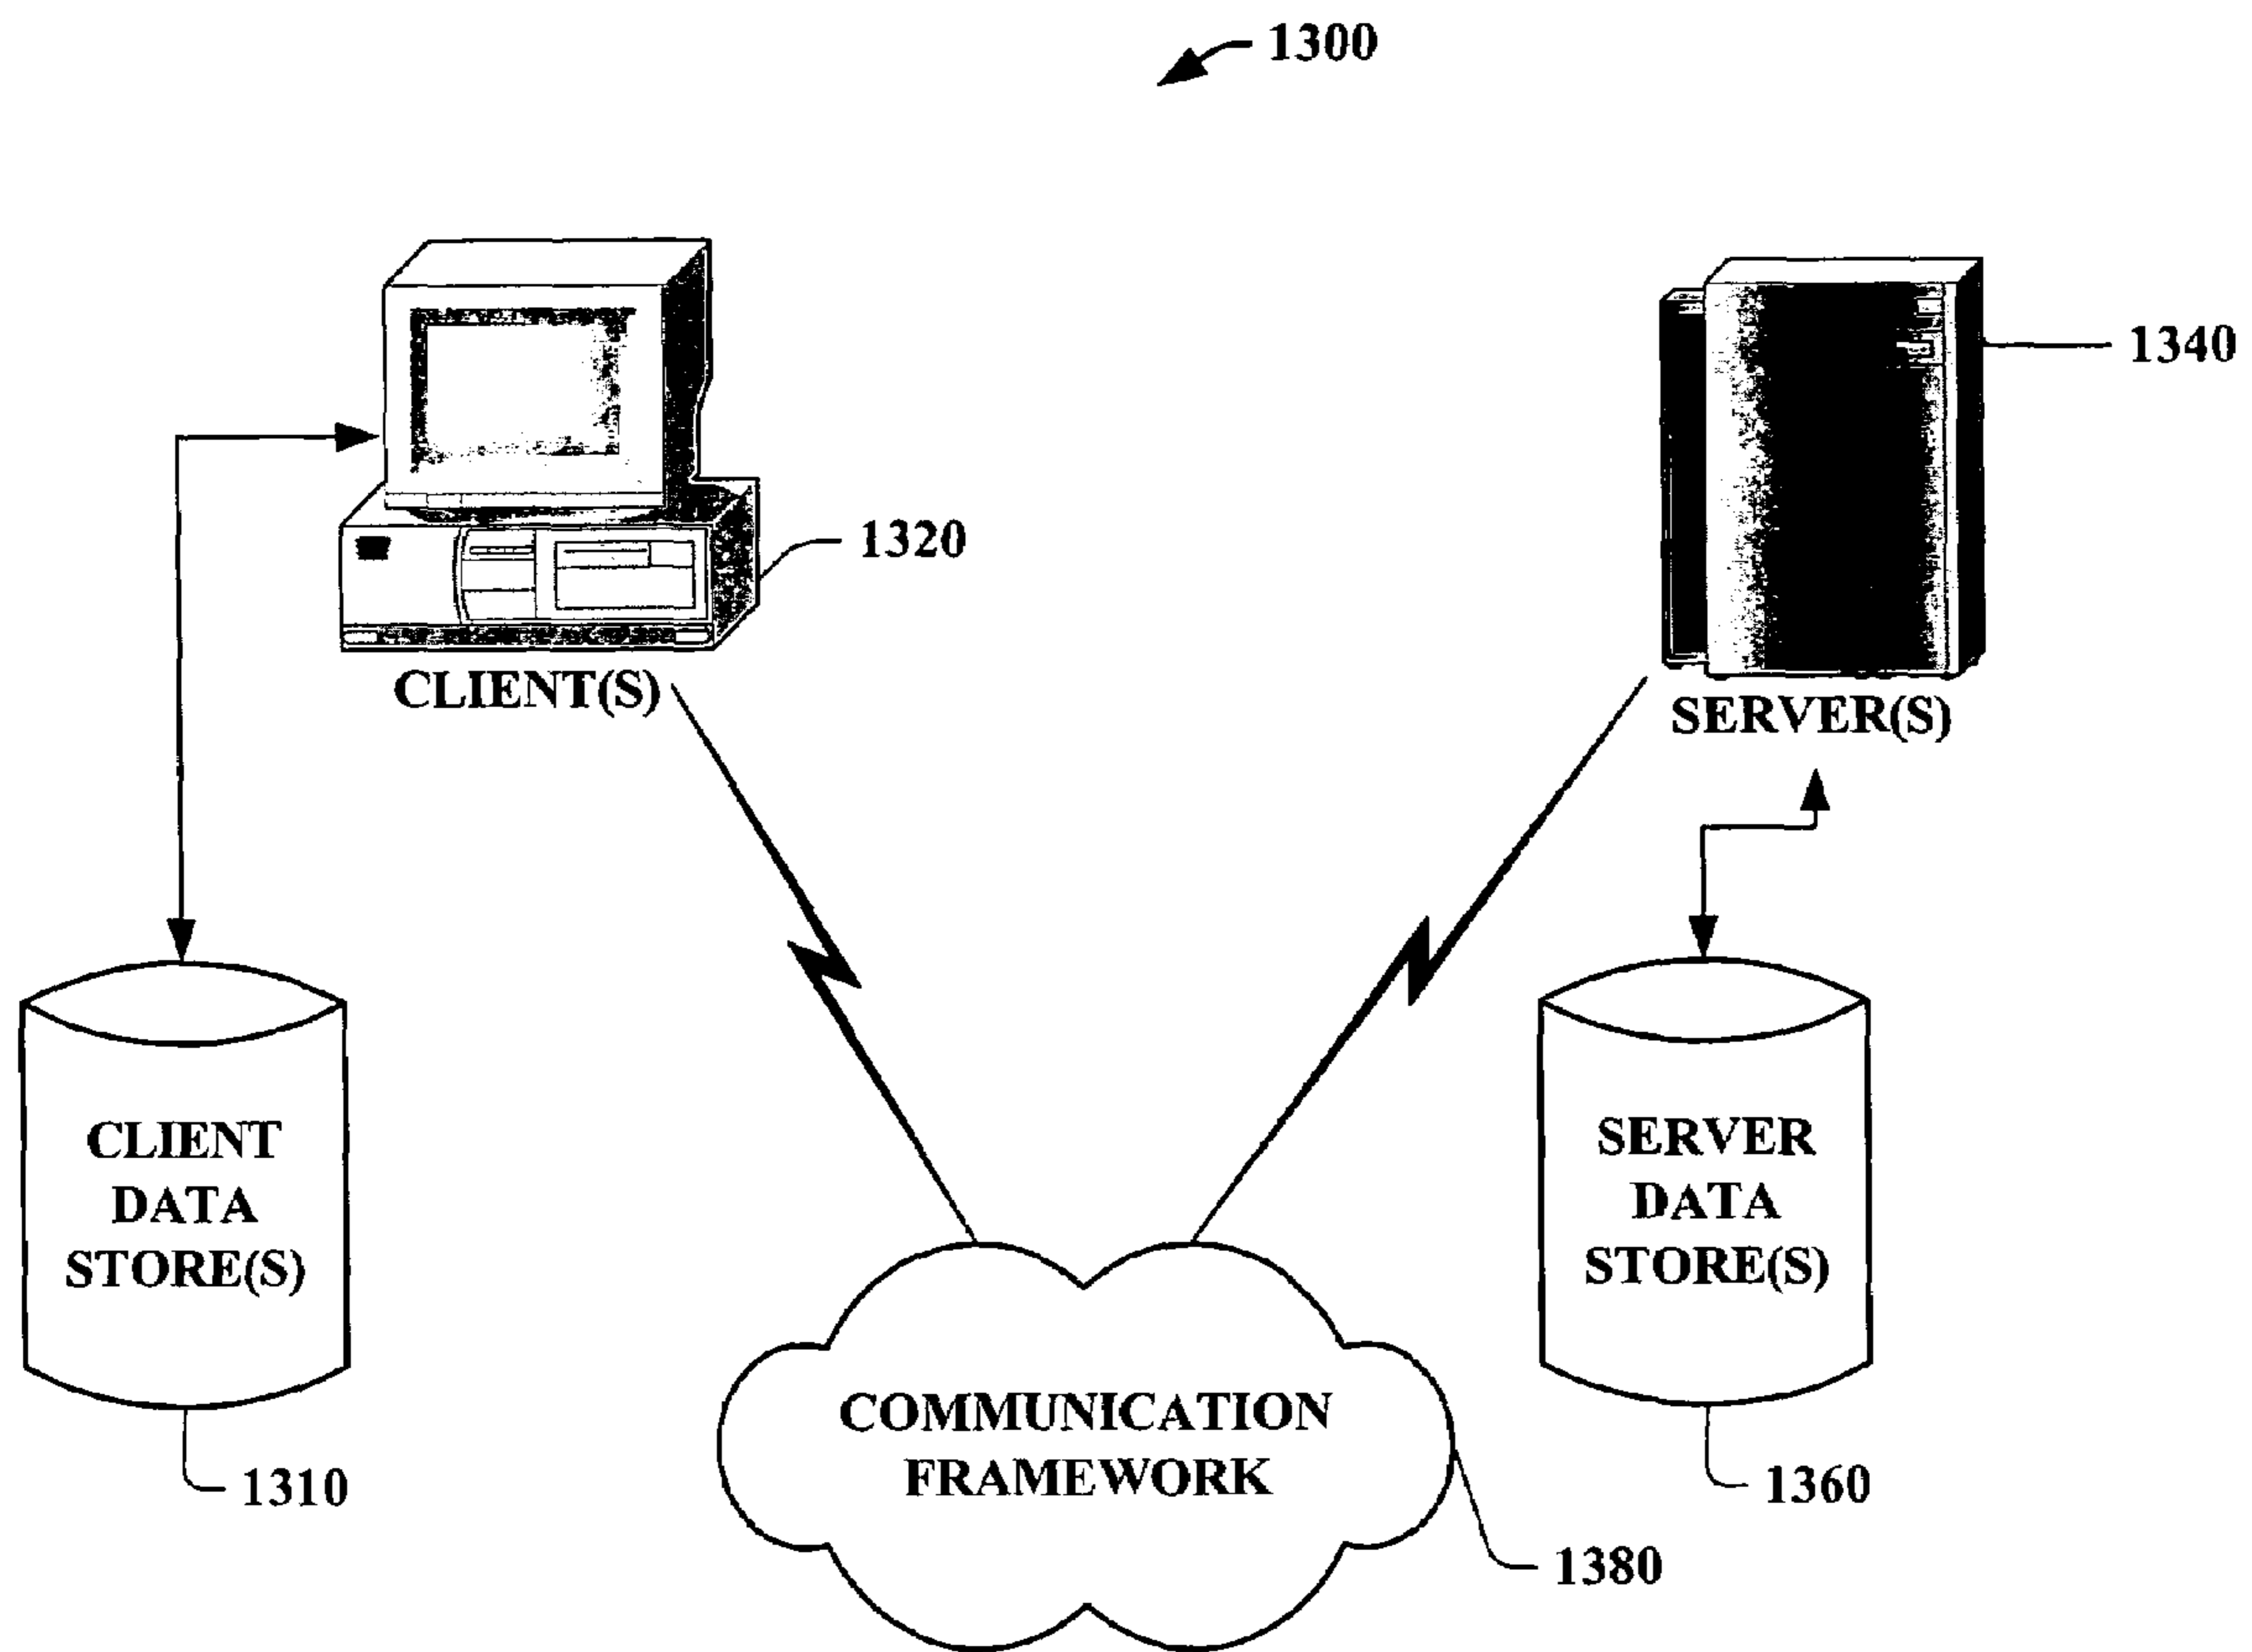 1300
1340
1320
CLIENT(S)
SERVER(S)
CLIENT
DATA
STORE(S)
SERVER
DATA
STORE(S)
COMMUNICATION
FRAMEWORK
1310
1360
1380